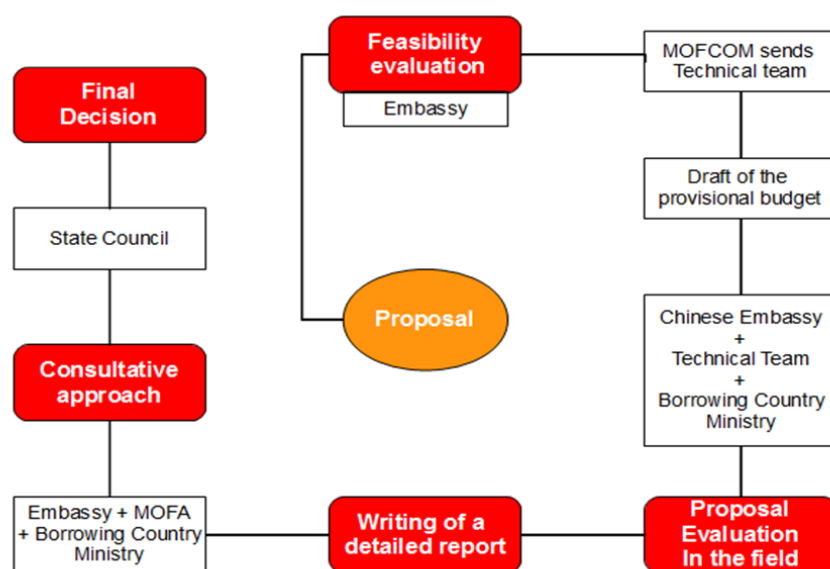 Feasibility
evaluation
Embassy
MOFCOM sends
Technical team
Final
Decision
Draft of the
provisional budget
State Council
Proposal
Chinese Embassy
+
Technical Team
+
Borrowing Country
Ministry
Consultative
approach
Embassy + MOFA
+ Borrowing Country
Ministry
Writing of a
detailed report
Proposal
Evaluation
In the field